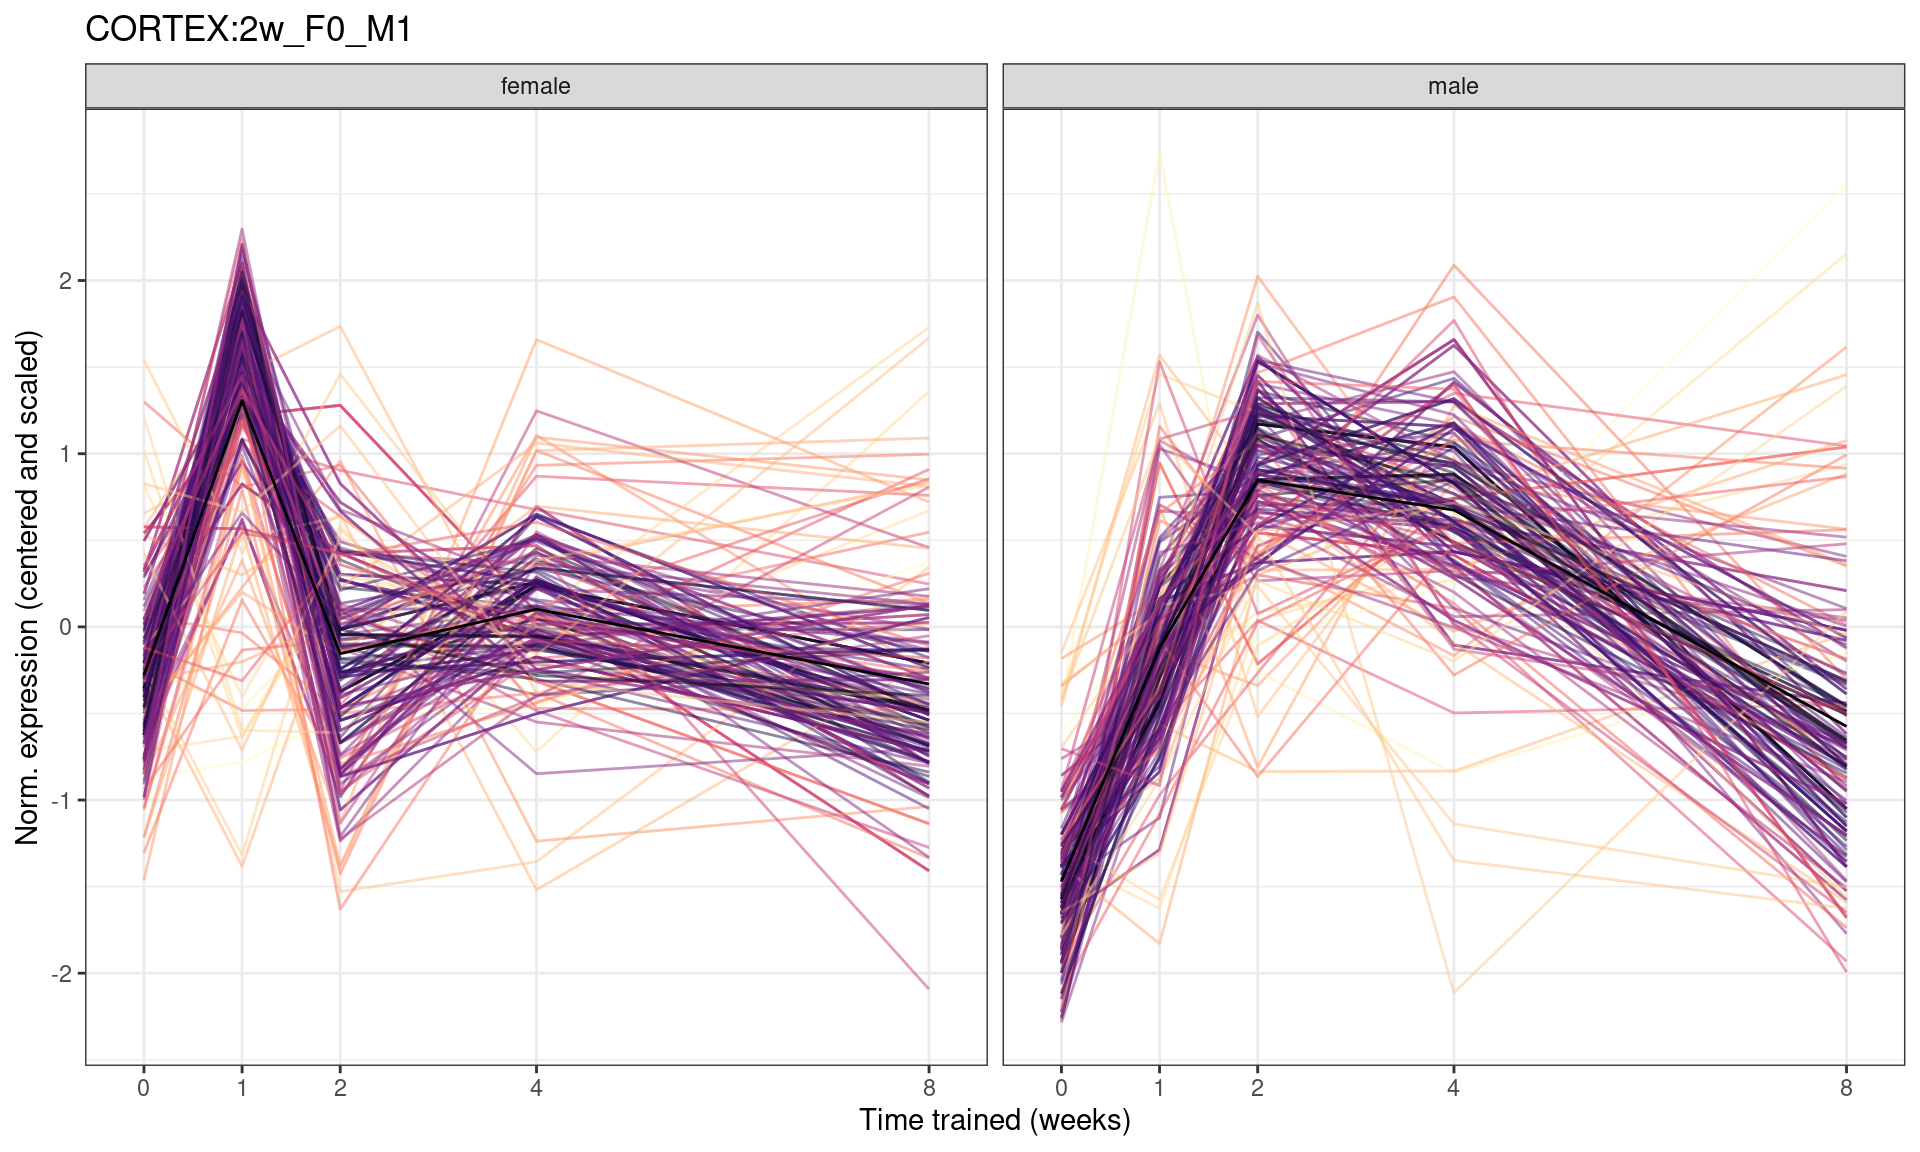 CORTEX:2w_F0_M1
female
male
Norm. expression (centered and scaled)
2
1
0
-1
-2
0 1 2 4 8
0 1 2 4 8
Time trained (weeks)